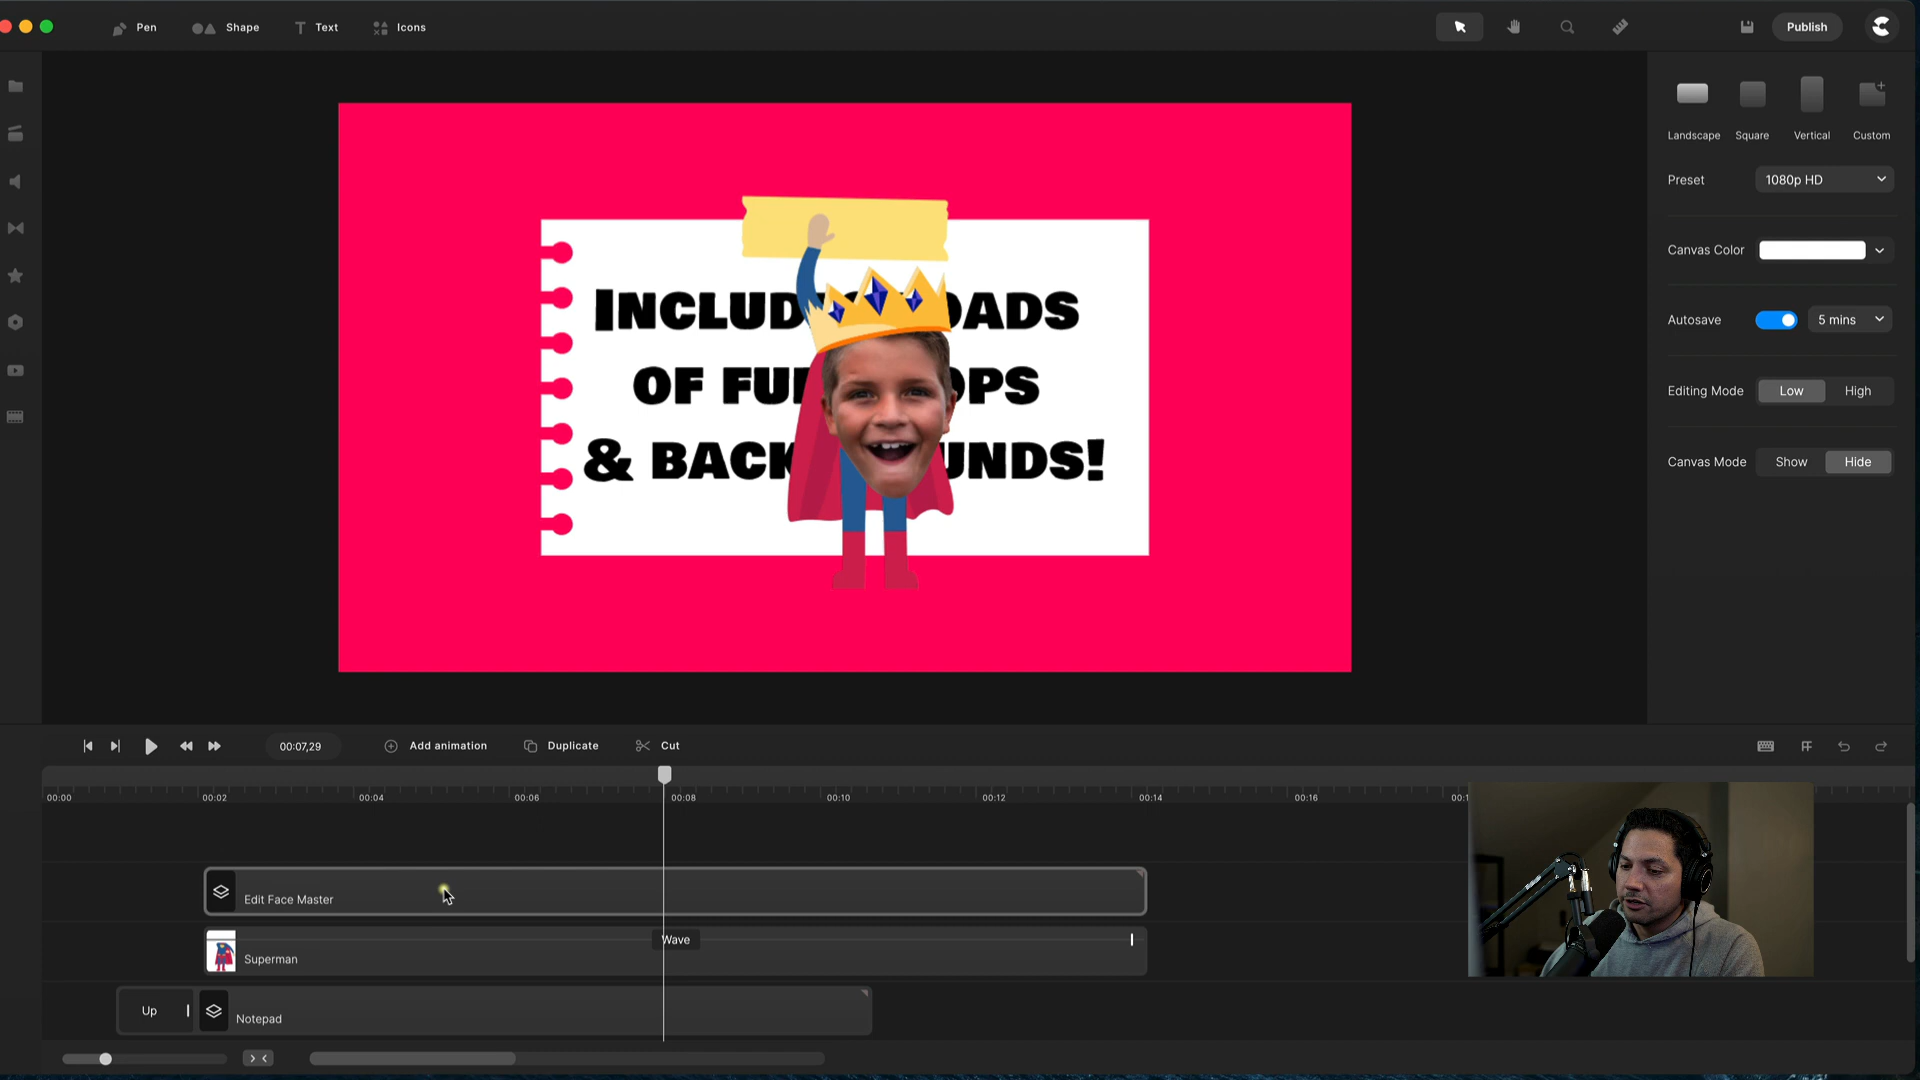 Pen Shape Text Icons Publish
Landscape Square Vertical Custom
Preset 1080p HD
Canvas Color
Autosave 5 mins
Editing Mode Low High
Canvas Mode Show Hide
INCLUD ADS
OF FU OPS
& BACK UNDS!
00:07,29 Add animation Duplicate Cut
00:00 00:02 00:04 00:06 00:08 00:10 00:12 00:14 00:16 00:1
Edit Face Master
Wave
Superman
Up Notepad